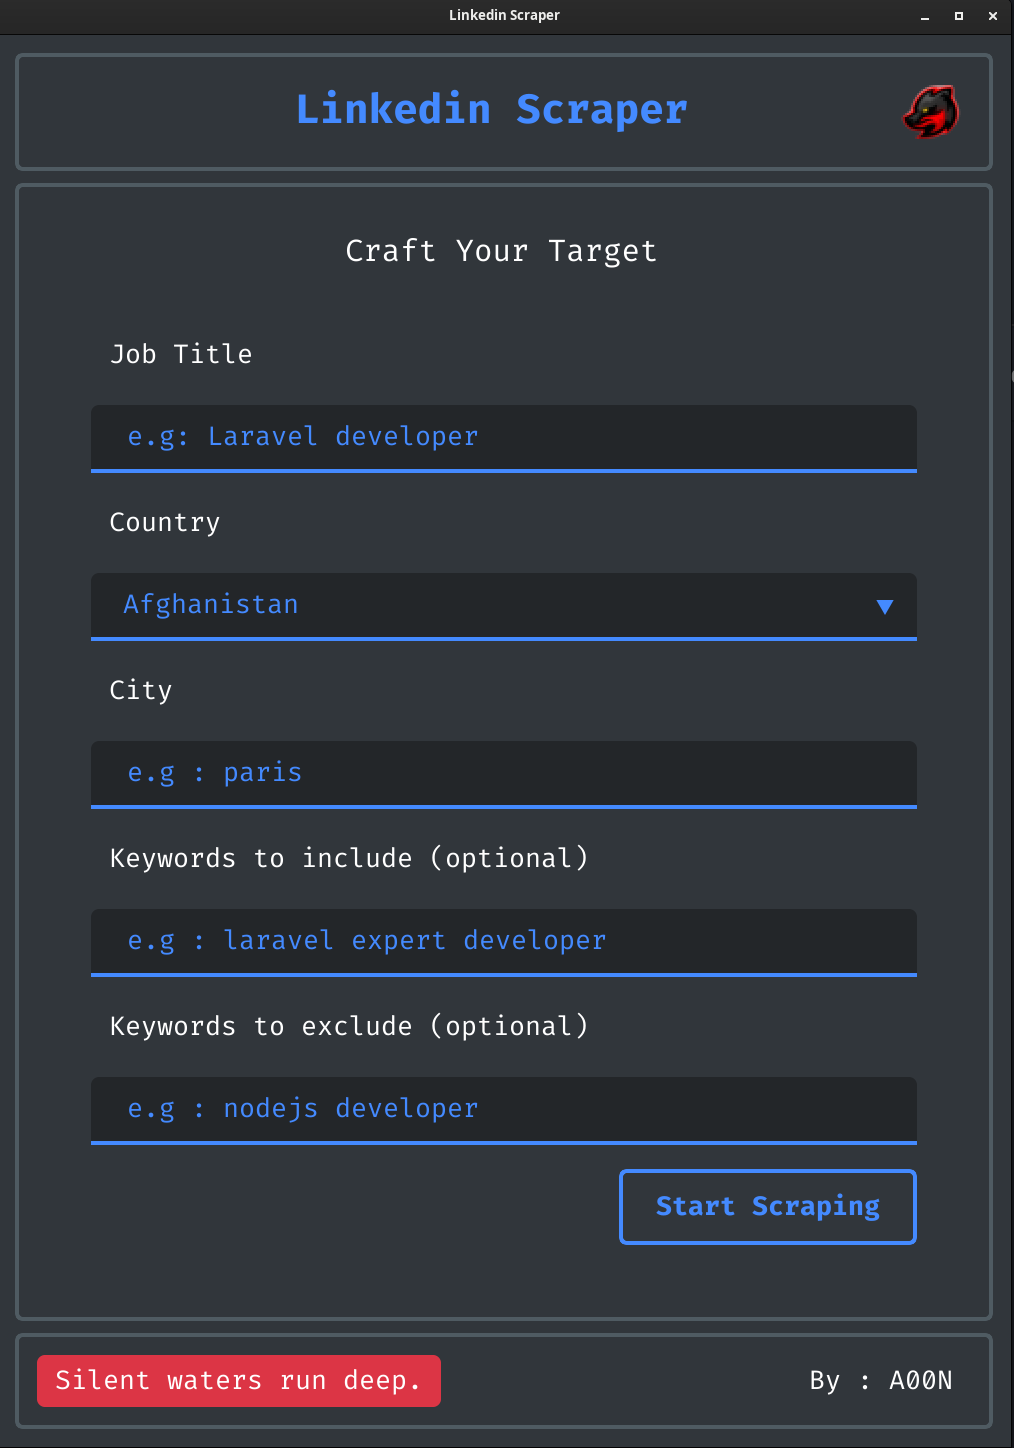 Linkedin Scraper
Linkedin Scraper
Craft Your Target
Job Title
e.g: Laravel developer
Country
Afghanistan
City
e.g : paris
Keywords to include (optional)
e.g : laravel expert developer
Keywords to exclude (optional)
e.g : nodejs developer
Start Scraping
Silent waters run deep.
By : A00N